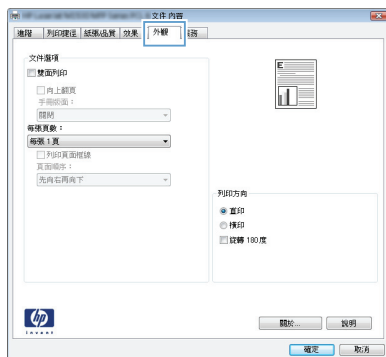 文件 內容
進階 列印捷徑 紙張/品質 效果 外觀 服務
文件選項
雙面列印
向上翻頁
手冊版面：
關閉
每張頁數：
每張 1 頁
列印頁面框線
頁面順序：
先向右再向下
E
1
列印方向
直印
橫印
旋轉 180 度
hp
invent
關於...
說明
確定
取消